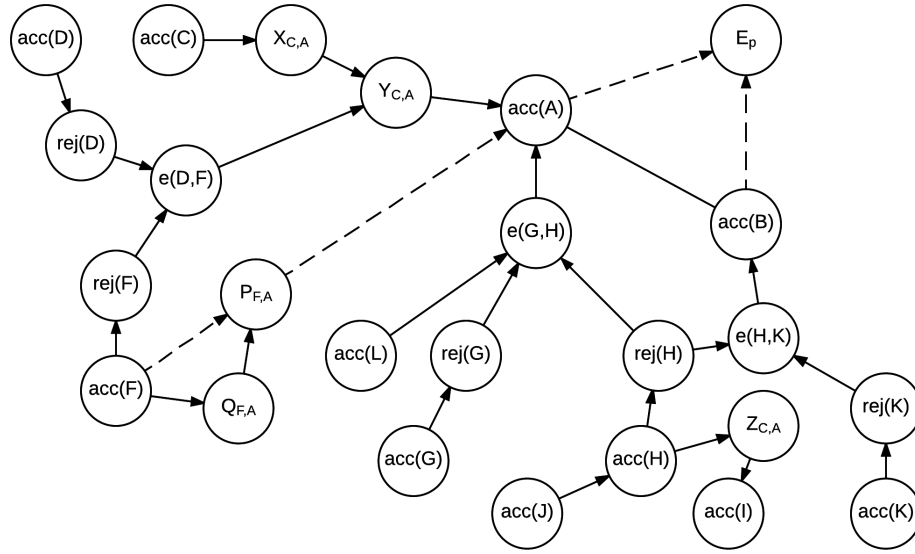 acc(D)
acc(C)
X_{C,A}
E_p
Y_{C,A}
acc(A)
rej(D)
e(D,F)
acc(B)
e(G,H)
rej(F)
P_{F,A}
e(H,K)
acc(L)
rej(G)
rej(H)
acc(F)
Q_{F,A}
rej(K)
Z_{C,A}
acc(G)
acc(H)
acc(J)
acc(I)
acc(K)